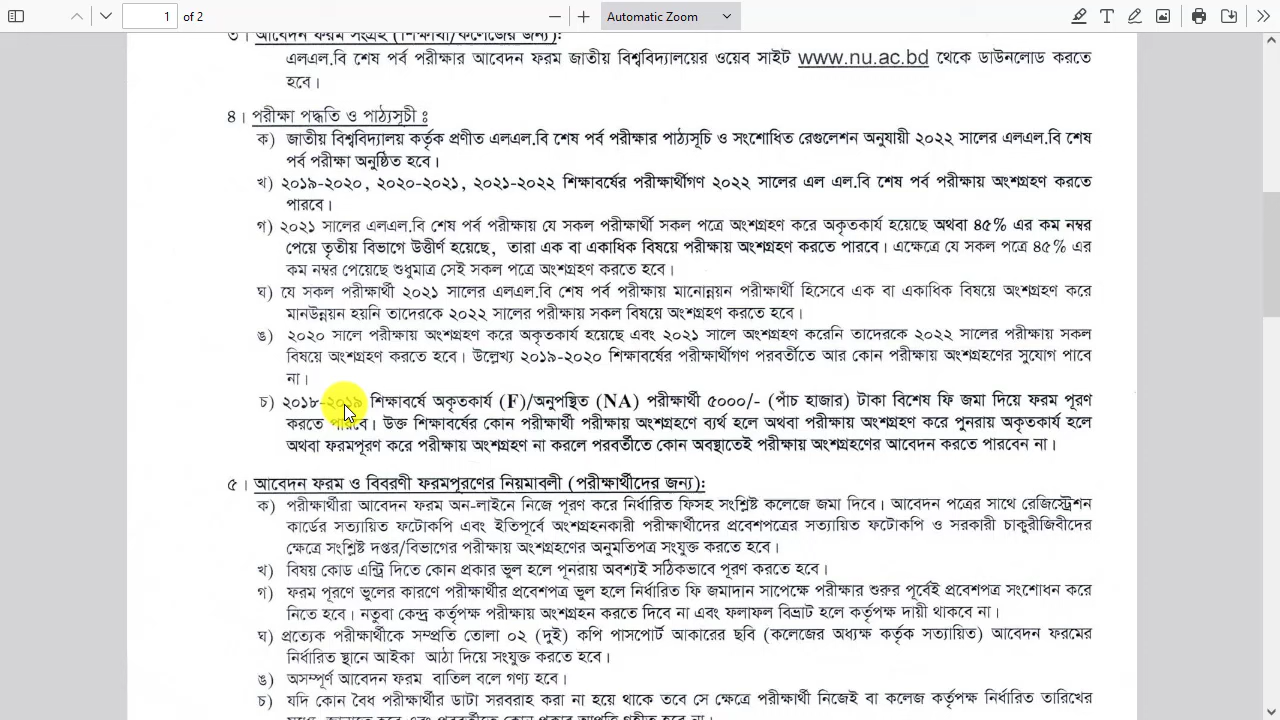 1 of 2
Automatic Zoom
৩। আবেদন ফরম সংগ্রহ (শিক্ষার্থী/কলেজের জন্য):
এলএল.বি শেষ পর্ব পরীক্ষার আবেদন ফরম জাতীয় বিশ্ববিদ্যালয়ের ওয়েব সাইট www.nu.ac.bd থেকে ডাউনলোড করতে
হবে।
৪। পরীক্ষা পদ্ধতি ও পাঠ্যসূচী ঃ
ক) জাতীয় বিশ্ববিদ্যালয় কর্তৃক প্রণীত এলএল.বি শেষ পর্ব পরীক্ষার পাঠ্যসূচি ও সংশোধিত রেগুলেশন অনুযায়ী ২০২২ সালের এলএল.বি শেষ
পর্ব পরীক্ষা অনুষ্ঠিত হবে।
খ) ২০১৯-২০২০, ২০২০-২০২১, ২০২১-২০২২ শিক্ষাবর্ষের পরীক্ষার্থীগণ ২০২২ সালের এল এল.বি শেষ পর্ব পরীক্ষায় অংশগ্রহণ করতে
পারবে।
গ) ২০২১ সালের এলএল.বি শেষ পর্ব পরীক্ষায় যে সকল পরীক্ষার্থী সকল পত্রে অংশগ্রহণ করে অকৃতকার্য হয়েছে অথবা ৪৫% এর কম নম্বর
পেয়ে তৃতীয় বিভাগে উত্তীর্ণ হয়েছে, তারা এক বা একাধিক বিষয়ে পরীক্ষায় অংশগ্রহণ করতে পারবে। এক্ষেত্রে যে সকল পত্রে ৪৫% এর
কম নম্বর পেয়েছে শুধুমাত্র সেই সকল পত্রে অংশগ্রহণ করতে হবে।
ঘ) যে সকল পরীক্ষার্থী ২০২১ সালের এলএল.বি শেষ পর্ব পরীক্ষায় মানোন্নয়ন পরীক্ষার্থী হিসেবে এক বা একাধিক বিষয়ে অংশগ্রহণ করে
মানউন্নয়ন হয়নি তাদেরকে ২০২২ সালের পরীক্ষায় সকল বিষয়ে অংশগ্রহণ করতে হবে।
ঙ) ২০২০ সালে পরীক্ষায় অংশগ্রহণ করে অকৃতকার্য হয়েছে এবং ২০২১ সালে অংশগ্রহণ করেনি তাদেরকে ২০২২ সালের পরীক্ষায় সকল
বিষয়ে অংশগ্রহণ করতে হবে। উল্লেখ্য ২০১৯-২০২০ শিক্ষাবর্ষের পরীক্ষার্থীগণ পরবর্তীতে আর কোন পরীক্ষায় অংশগ্রহণের সুযোগ পাবে
না।
চ) ২০১৮-২০১৯ শিক্ষাবর্ষে অকৃতকার্য (F)/অনুপস্থিত (NA) পরীক্ষার্থী ৫০০০/- (পাঁচ হাজার) টাকা বিশেষ ফি জমা দিয়ে ফরম পূরণ
করতে পারবে। উক্ত শিক্ষাবর্ষের কোন পরীক্ষার্থী পরীক্ষায় অংশগ্রহণে ব্যর্থ হলে অথবা পরীক্ষায় অংশগ্রহণ করে পুনরায় অকৃতকার্য হলে
অথবা ফরমপূরণ করে পরীক্ষায় অংশগ্রহণ না করলে পরবর্তীতে কোন অবস্থাতেই পরীক্ষায় অংশগ্রহণের আবেদন করতে পারবেন না।
৫। আবেদন ফরম ও বিবরণী ফরমপূরণের নিয়মাবলী (পরীক্ষার্থীদের জন্য):
ক) পরীক্ষার্থীরা আবেদন ফরম অন-লাইনে নিজে পূরণ করে নির্ধারিত ফিসহ সংশ্লিষ্ট কলেজে জমা দিবে। আবেদন পত্রের সাথে রেজিস্ট্রেশন
কার্ডের সত্যায়িত ফটোকপি এবং ইতিপূর্বে অংশগ্রহনকারী পরীক্ষার্থীদের প্রবেশপত্রের সত্যায়িত ফটোকপি ও সরকারী চাকুরীজিবীদের
ক্ষেত্রে সংশ্লিষ্ট দপ্তর/বিভাগের পরীক্ষায় অংশগ্রহণের অনুমতিপত্র সংযুক্ত করতে হবে।
খ) বিষয় কোড এন্ট্রি দিতে কোন প্রকার ভুল হলে পূনরায় অবশ্যই সঠিকভাবে পূরণ করতে হবে।
গ) ফরম পূরণে ভুলের কারণে পরীক্ষার্থীর প্রবেশপত্র ভুল হলে নির্ধারিত ফি জমাদান সাপেক্ষে পরীক্ষার শুরুর পূর্বেই প্রবেশপত্র সংশোধন করে
নিতে হবে। নতুবা কেন্দ্র কর্তৃপক্ষ পরীক্ষায় অংশগ্রহন করতে দিবে না এবং ফলাফল বিভ্রাট হলে কর্তৃপক্ষ দায়ী থাকবে না।
ঘ) প্রত্যেক পরীক্ষার্থীকে সম্প্রতি তোলা ০২ (দুই) কপি পাসপোর্ট আকারের ছবি (কলেজের অধ্যক্ষ কর্তৃক সত্যায়িত) আবেদন ফরমের
নির্ধারিত স্থানে আইকা আঠা দিয়ে সংযুক্ত করতে হবে।
ঙ) অসম্পূর্ণ আবেদন ফরম বাতিল বলে গণ্য হবে।
চ) যদি কোন বৈধ পরীক্ষার্থীর ডাটা সরবরাহ করা না হয়ে থাকে তবে সে ক্ষেত্রে পরীক্ষার্থী নিজেই বা কলেজ কর্তৃপক্ষ নির্ধারিত তারিখের